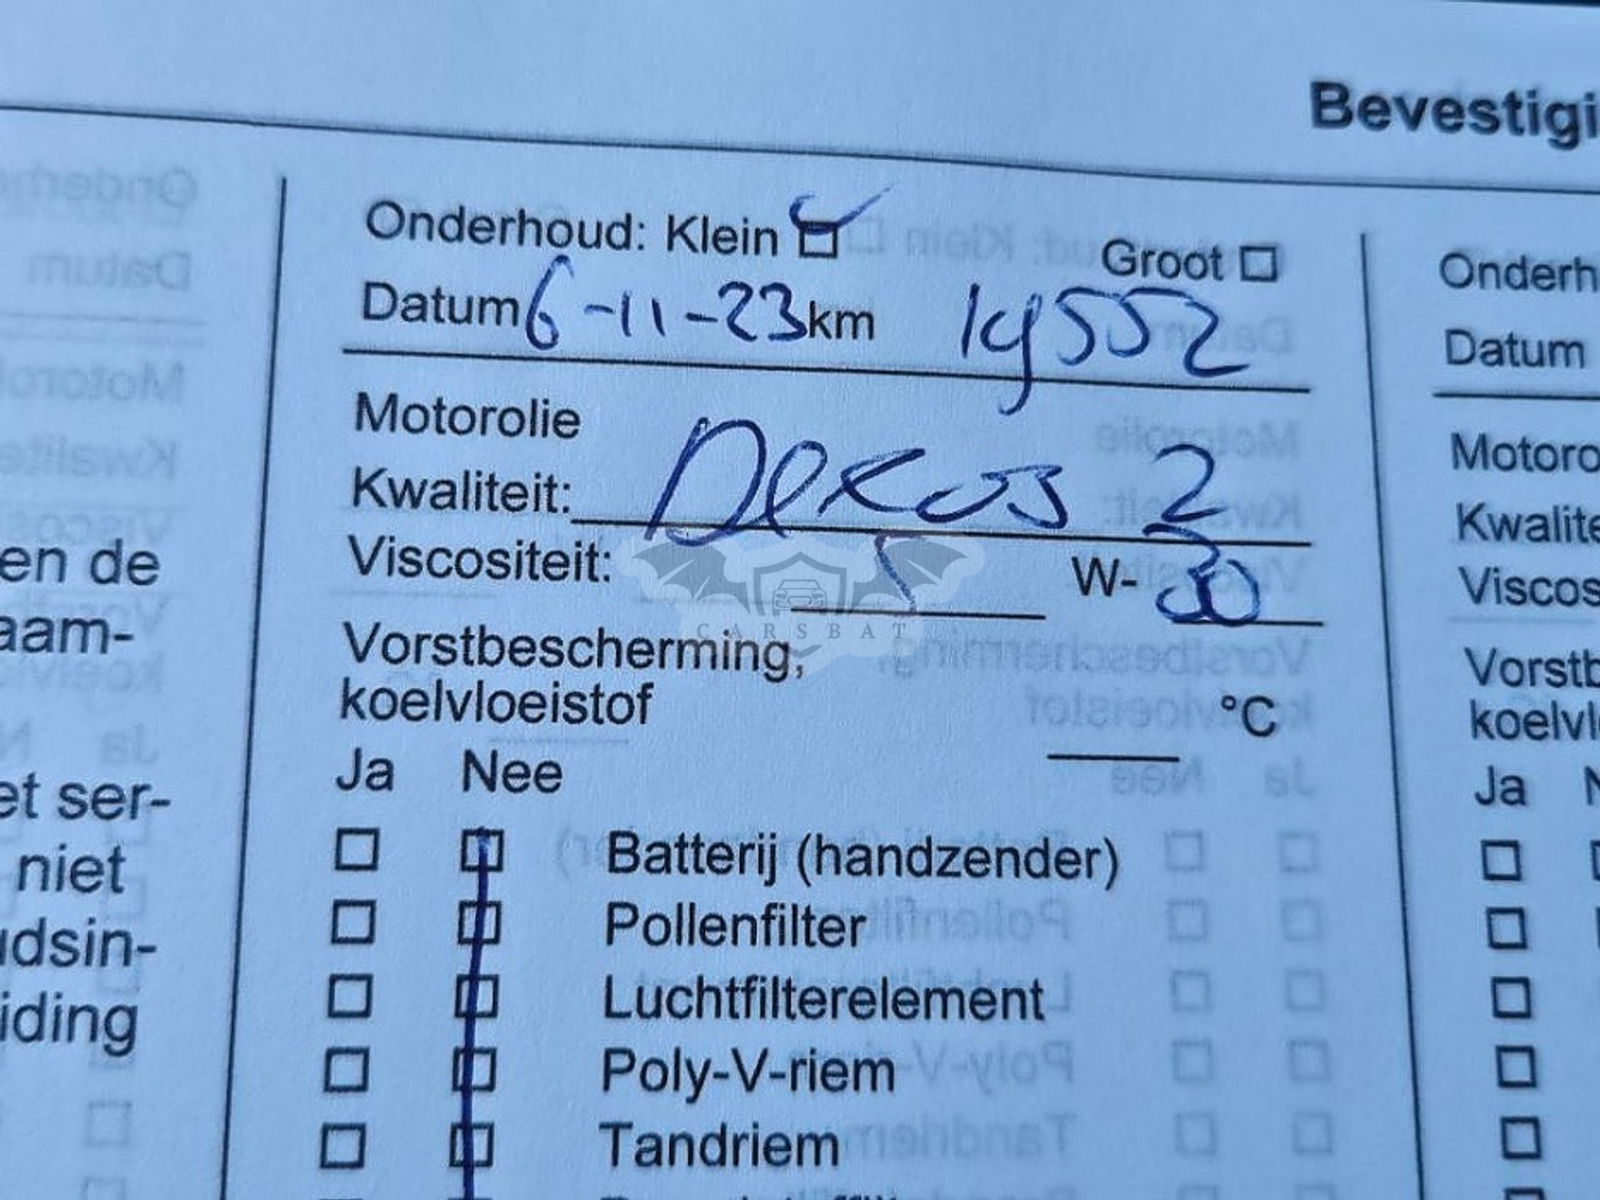 Bevestigi
Onderhoud: Klein Groot
Datum 6-11-23 km 19552
Motorolie
Kwaliteit: Dexos 2
Viscositeit: 5 W-30
CARSBAT
Vorstbescherming,
koelvloeistof °C
Ja Nee
Batterij (handzender)
Pollenfilter
Luchtfilterelement
Poly-V-riem
Tandriem
en de
aam-
et ser-
niet
udsin-
iding
Onderh
Datum
Motoro
Kwalite
Viscos
Vorstb
koelvl
Ja N